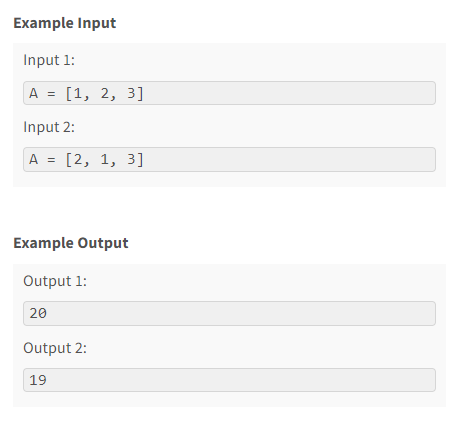 Example Input
Input 1:
A = [1, 2, 3]
Input 2:
A = [2, 1, 3]
Example Output
Output 1:
20
Output 2:
19